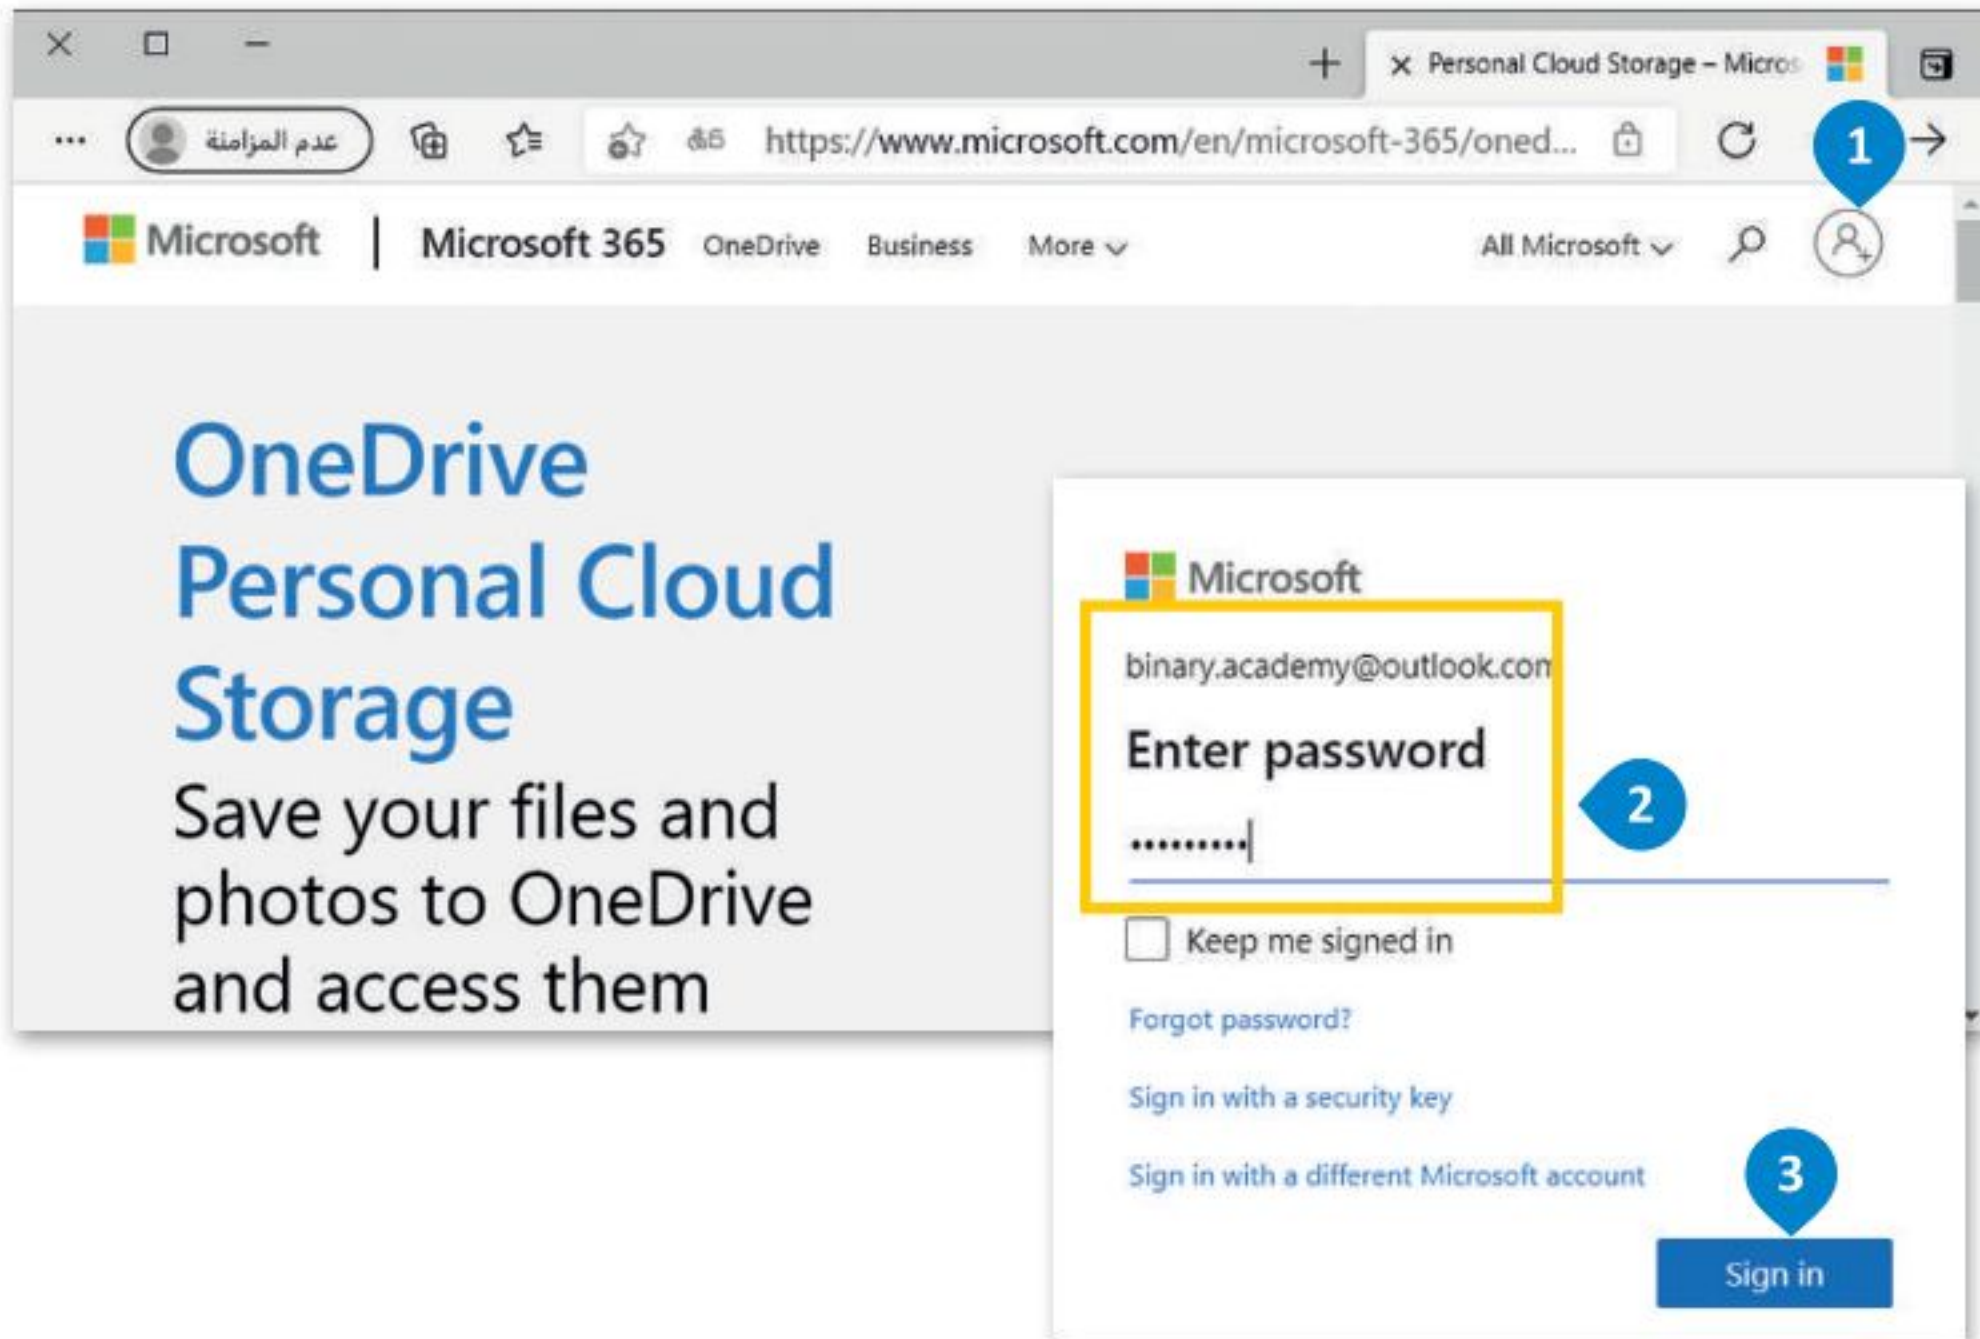 Personal Cloud Storage – Micros
عدم المزامنة
https://www.microsoft.com/en/microsoft-365/oned...
1
Microsoft | Microsoft 365 OneDrive Business More All Microsoft
OneDrive
Personal Cloud
Storage
Save your files and
photos to OneDrive
and access them
Microsoft
binary.academy@outlook.com
Enter password
2
Keep me signed in
Forgot password?
Sign in with a security key
Sign in with a different Microsoft account
3
Sign in